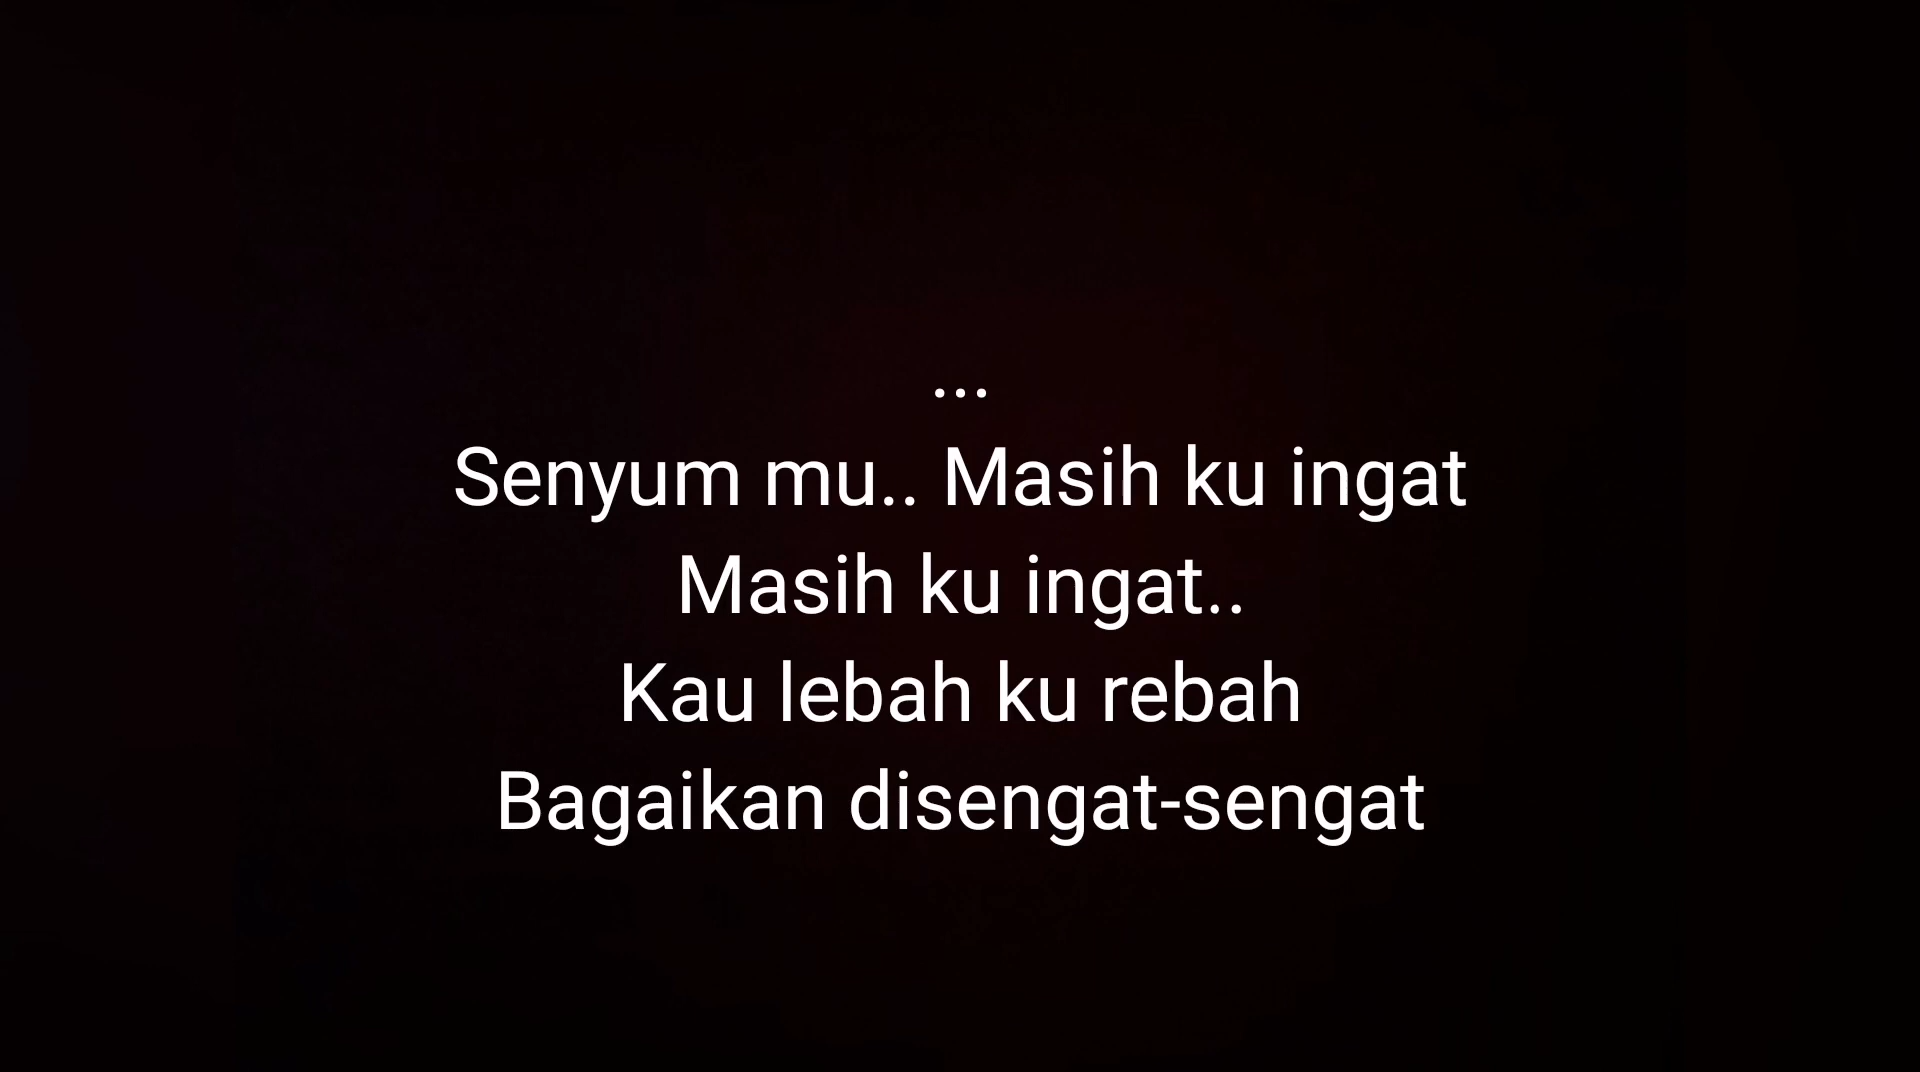 ...
Senyum mu.. Masih ku ingat
Masih ku ingat..
Kau lebah ku rebah
Bagaikan disengat-sengat